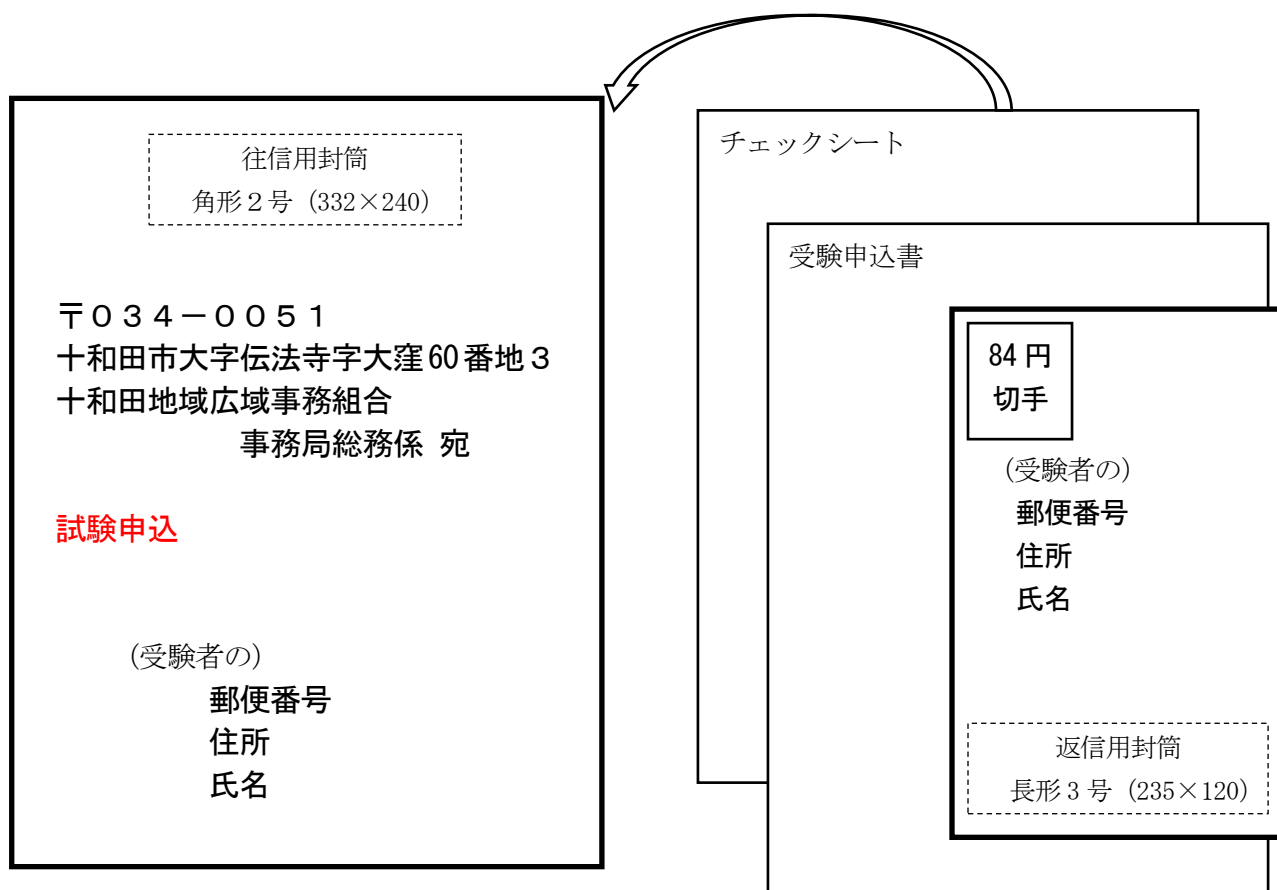 往信用封筒
角形２号（332×240）
〒０３４－００５１
十和田市大字伝法寺字大窪60番地３
十和田地域広域事務組合
事務局総務係 宛
試験申込
（受験者の）
郵便番号
住所
氏名
チェックシート
受験申込書
84円
切手
（受験者の）
郵便番号
住所
氏名
返信用封筒
長形３号（235×120）